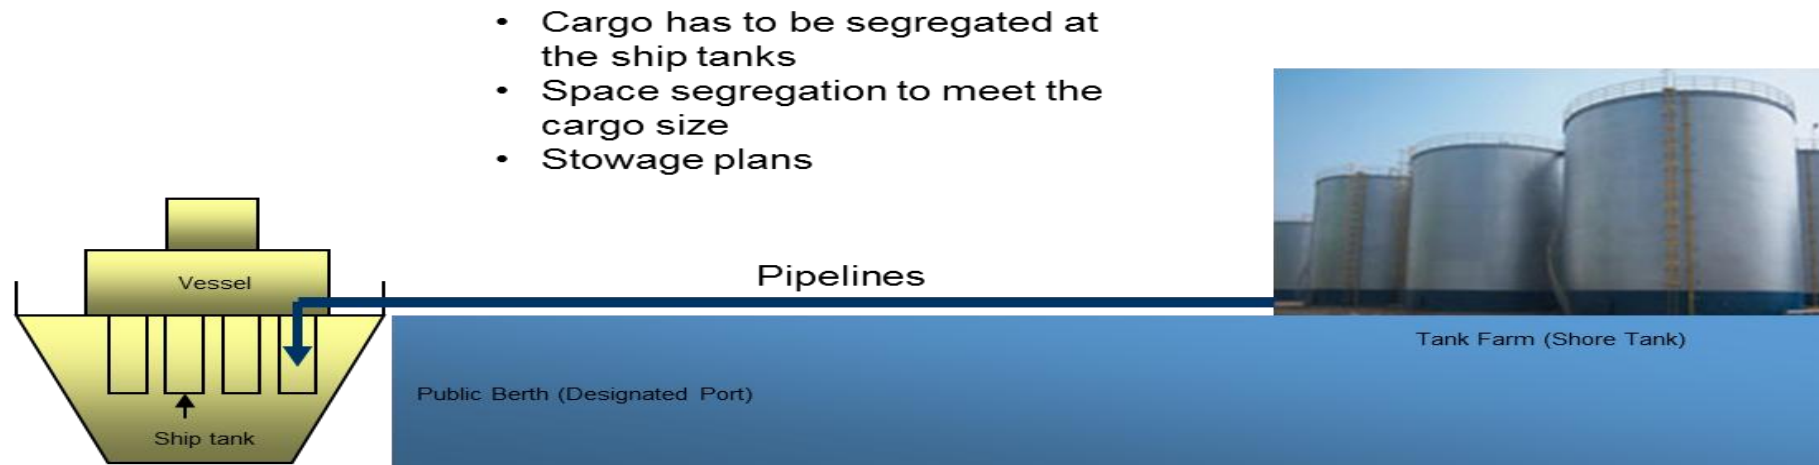 • Cargo has to be segregated at
the ship tanks
• Space segregation to meet the
cargo size
• Stowage plans
Vessel
Pipelines
Tank Farm (Shore Tank)
Public Berth (Designated Port)
Ship tank